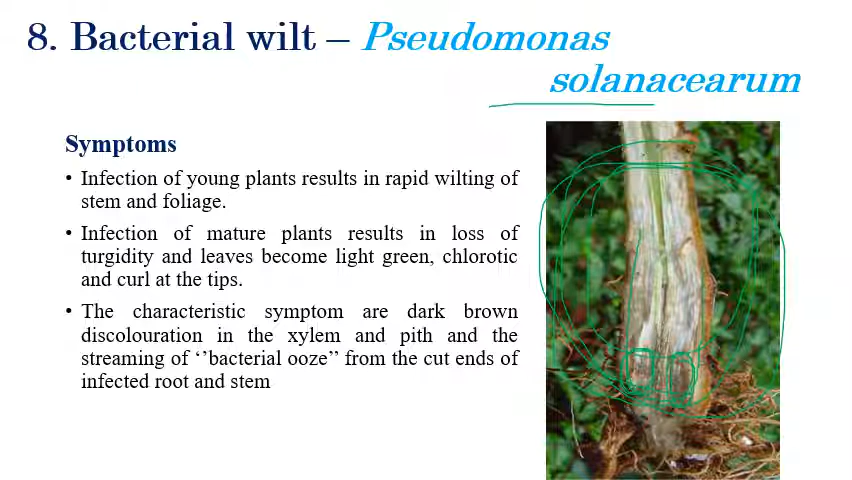 8. Bacterial wilt – Pseudomonas
solanacearum
Symptoms
• Infection of young plants results in rapid wilting of
stem and foliage.
• Infection of mature plants results in loss of
turgidity and leaves become light green, chlorotic
and curl at the tips.
• The characteristic symptom are dark brown
discolouration in the xylem and pith and the
streaming of ‘’bacterial ooze’’ from the cut ends of
infected root and stem